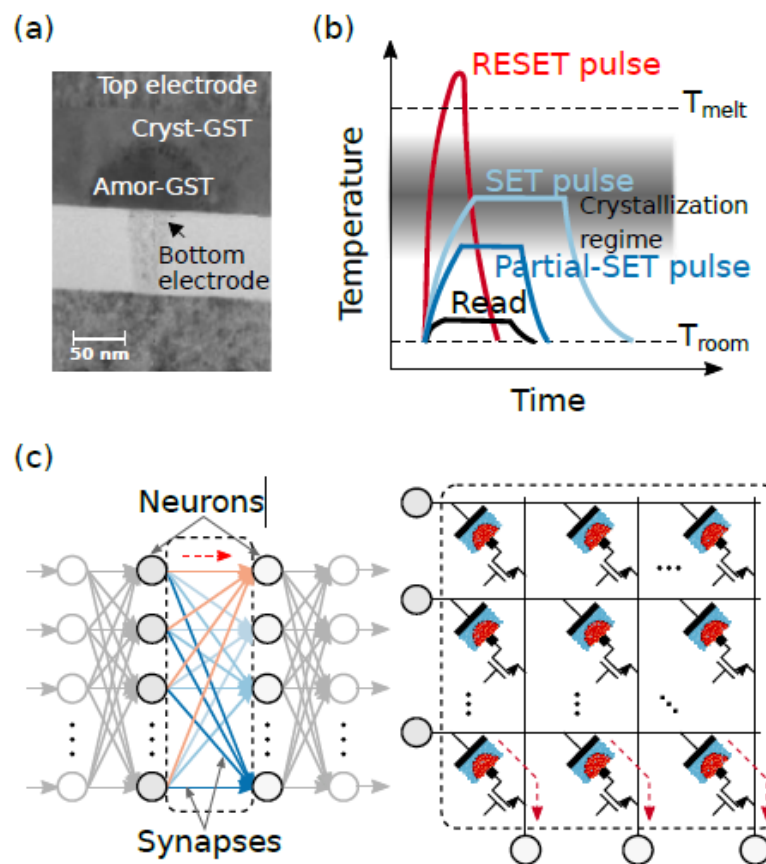 (a)
Top electrode
Cryst-GST
Amor-GST
Bottom
electrode
50 nm
(b)
RESET pulse
Tmelt
SET pulse
Crystallization
regime
Partial-SET pulse
Read
Troom
Temperature
Time
(c)
Neurons
Synapses